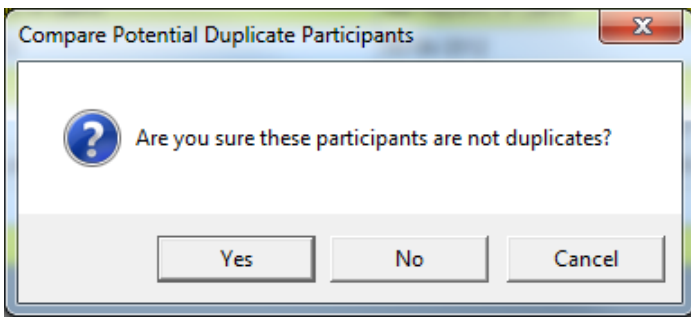 Compare Potential Duplicate Participants
Are you sure these participants are not duplicates?
Yes
No
Cancel